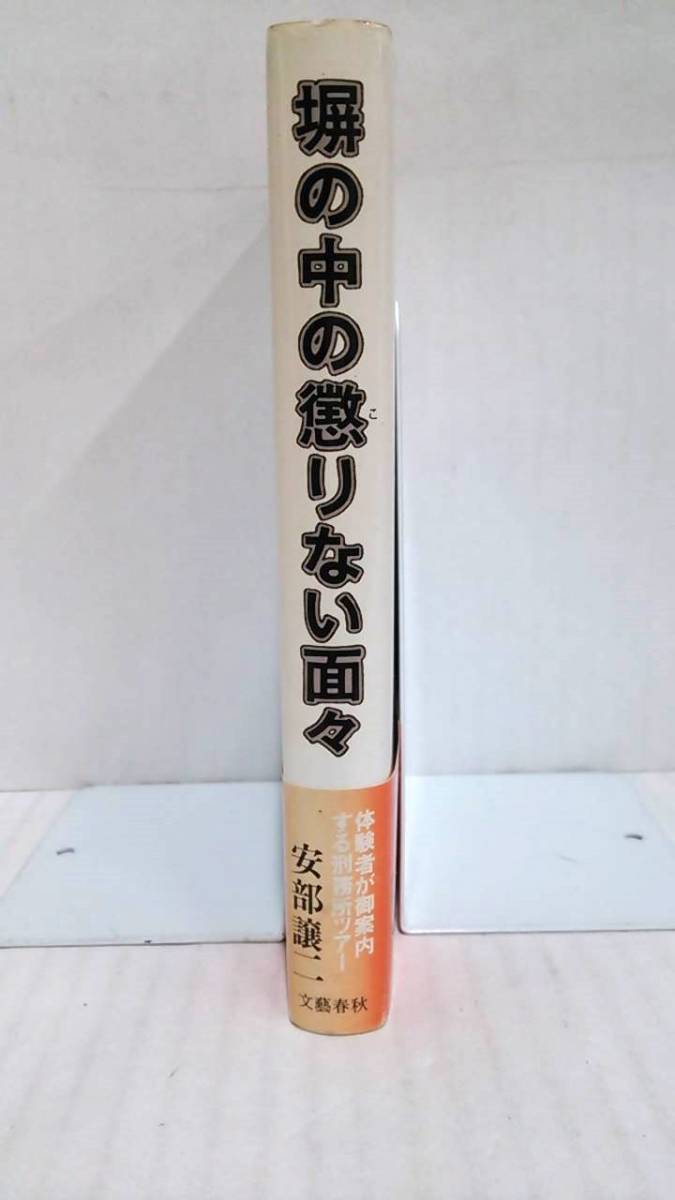 塀の中の懲りない面々
こ
体験者が御案内
する刑務所ツアー
安部譲二
文藝春秋